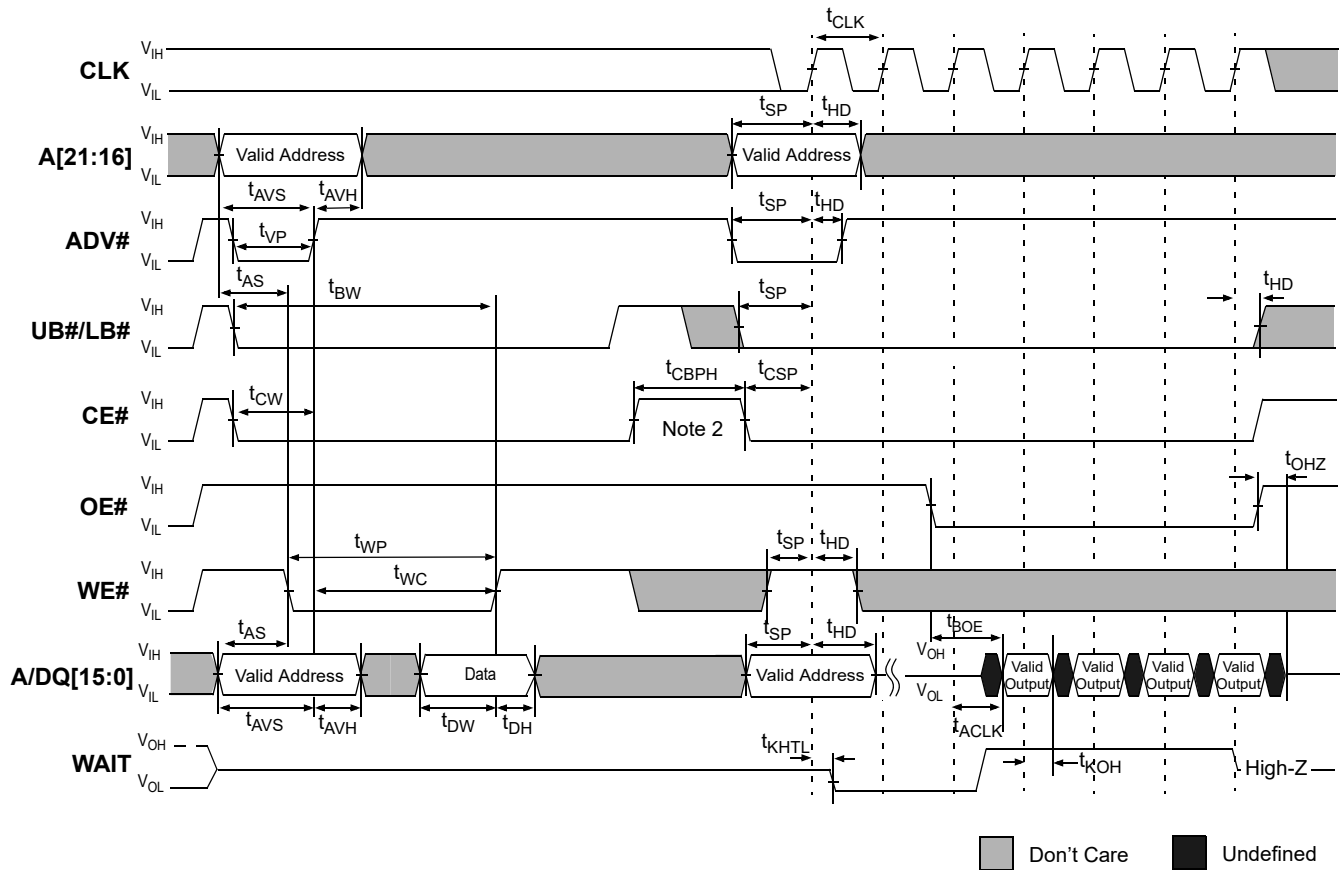 tCLK
CLK VIH
VIL
tSP tHD
A[21:16] VIH
VIL
Valid Address Valid Address
tAVS tAVH tSP tHD
ADV# VIH
VIL
tVP
tAS tBW tSP tHD
UB#/LB# VIH
VIL
tCBPH tCSP
CE# VIH
VIL
tCW Note 2
tOHZ
OE# VIH
VIL
tWP tSP tHD
WE# VIH
VIL
tWC
tAS tSP tHD tBOE
A/DQ[15:0] VIH
VIL
Valid Address Data Valid Address
VOH
VOL
Valid Output Valid Output Valid Output Valid Output
tAVS tAVH tDW tDH tACLK
WAIT VOH
VOL
tKHTL tKOH High-Z
Don't Care Undefined